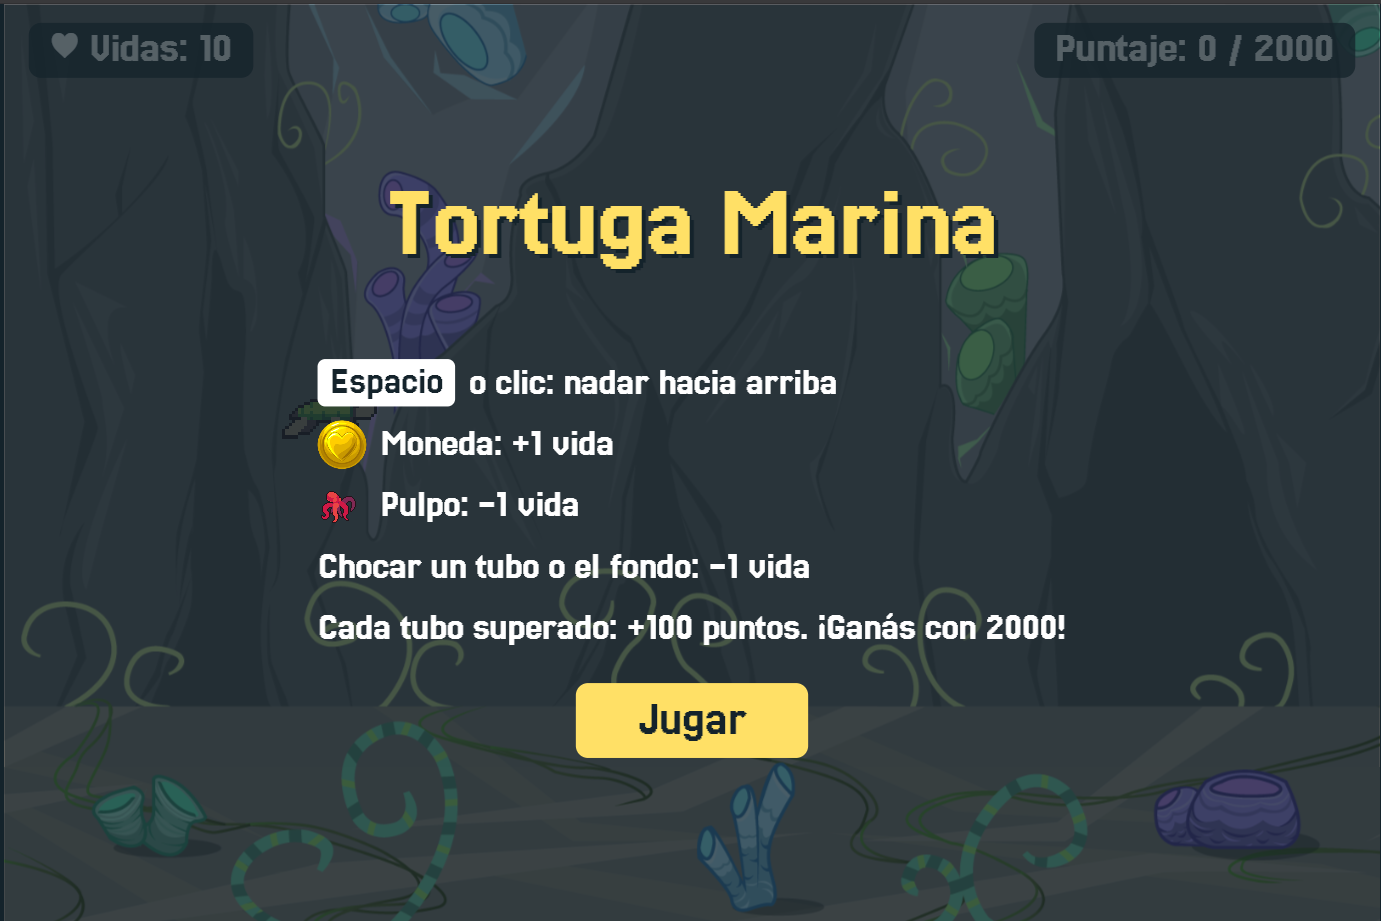 Vidas: 10
Puntaje: 0 / 2000
Tortuga Marina
Espacio o clic: nadar hacia arriba
Moneda: +1 vida
Pulpo: −1 vida
Chocar un tubo o el fondo: −1 vida
Cada tubo superado: +100 puntos. ¡Ganás con 2000!
Jugar